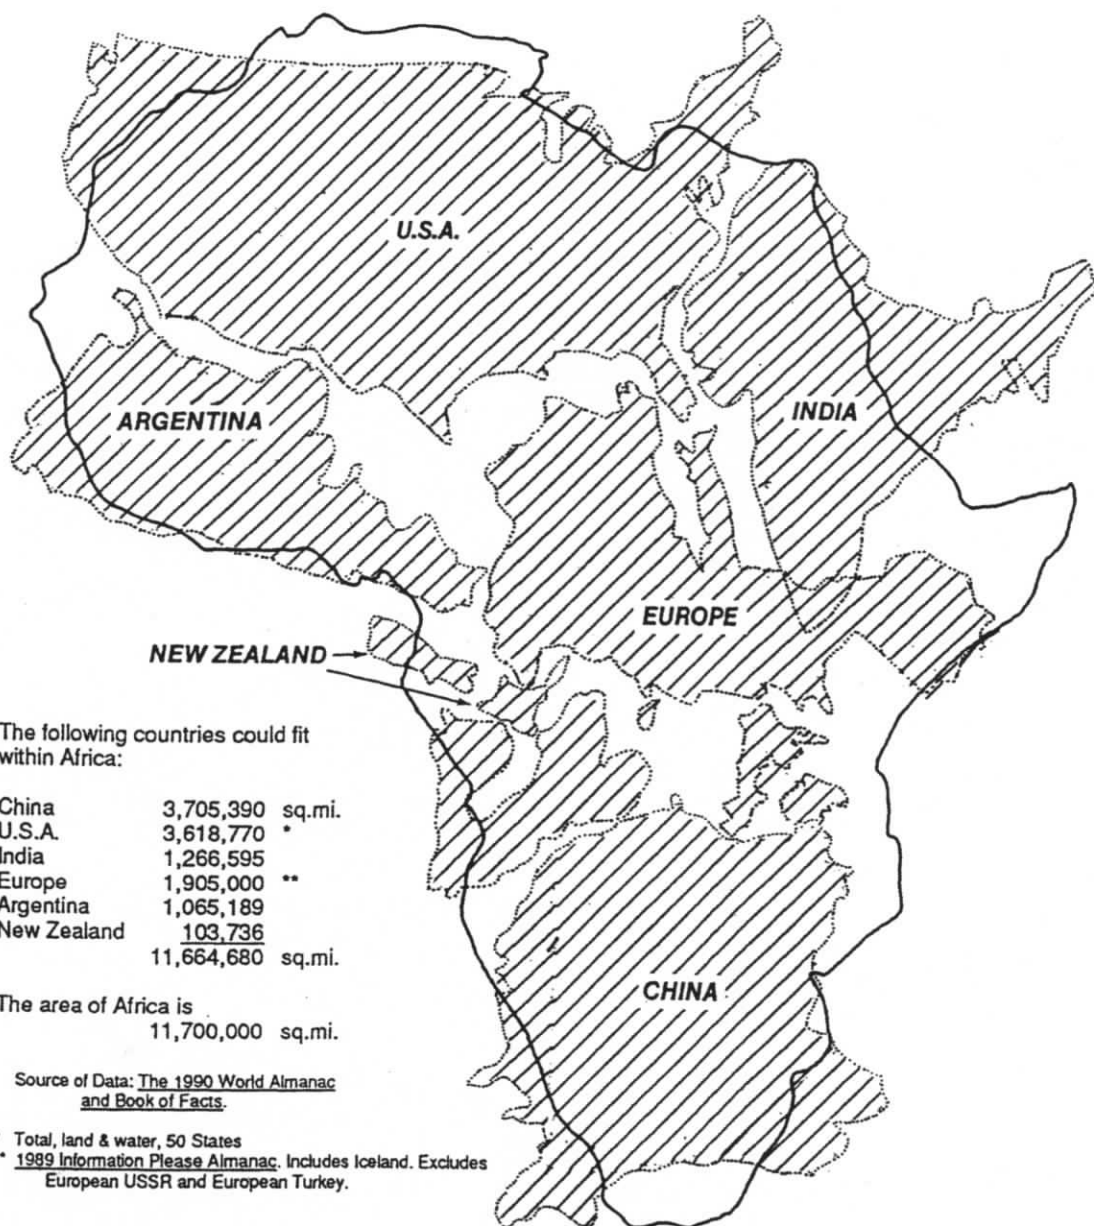 U.S.A.
ARGENTINA
INDIA
EUROPE
NEW ZEALAND
CHINA
The following countries could fit
within Africa:
China 3,705,390 sq.mi.
U.S.A. 3,618,770 *
India 1,266,595
Europe 1,905,000 **
Argentina 1,065,189
New Zealand 103,736
11,664,680 sq.mi.
The area of Africa is
11,700,000 sq.mi.
Source of Data: The 1990 World Almanac
and Book of Facts.
Total, land & water, 50 States
* 1989 Information Please Almanac. Includes Iceland. Excludes
European USSR and European Turkey.